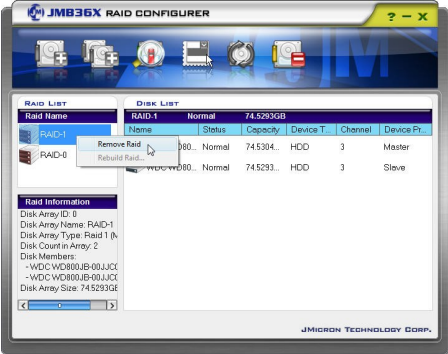 JMB36X RAID CONFIGURER
? - X
RAID LIST
Raid Name
RAID-1
RAID-0
Remove Raid
Rebuild Raid...
DISK LIST
RAID-1 Normal 74.5293GB
Name Status Capacity Device T... Channel Device Pr...
D80... Normal 74.5304... HDD 3 Master
WDC WD80... Normal 74.5293... HDD 3 Slave
Raid Information
Disk Array ID: 0
Disk Array Name: RAID-1
Disk Array Type: Raid 1 (M
Disk Count in Array: 2
Disk Members:
- WDC WD800JB-00JJC
- WDC WD800JB-00JJC
Disk Array Size: 74.5293GB
JMICRON TECHNOLOGY CORP.